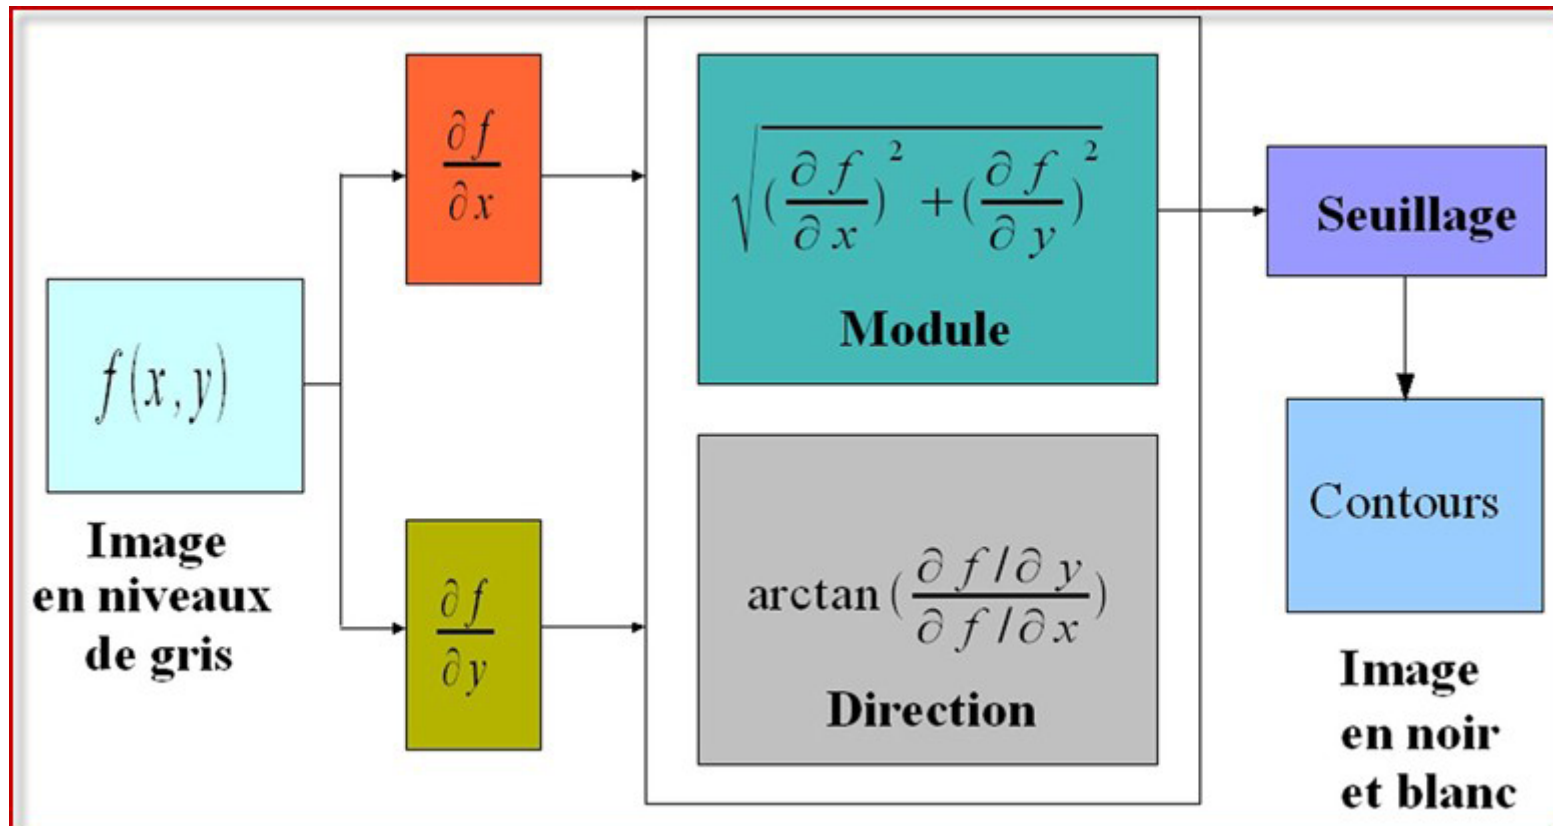 f(x,y)
Image
en niveaux
de gris
∂f
∂x
∂f
∂y
√(∂f/∂x)² + (∂f/∂y)²
Module
arctan(∂f/∂y / ∂f/∂x)
Direction
Seuillage
Contours
Image
en noir
et blanc